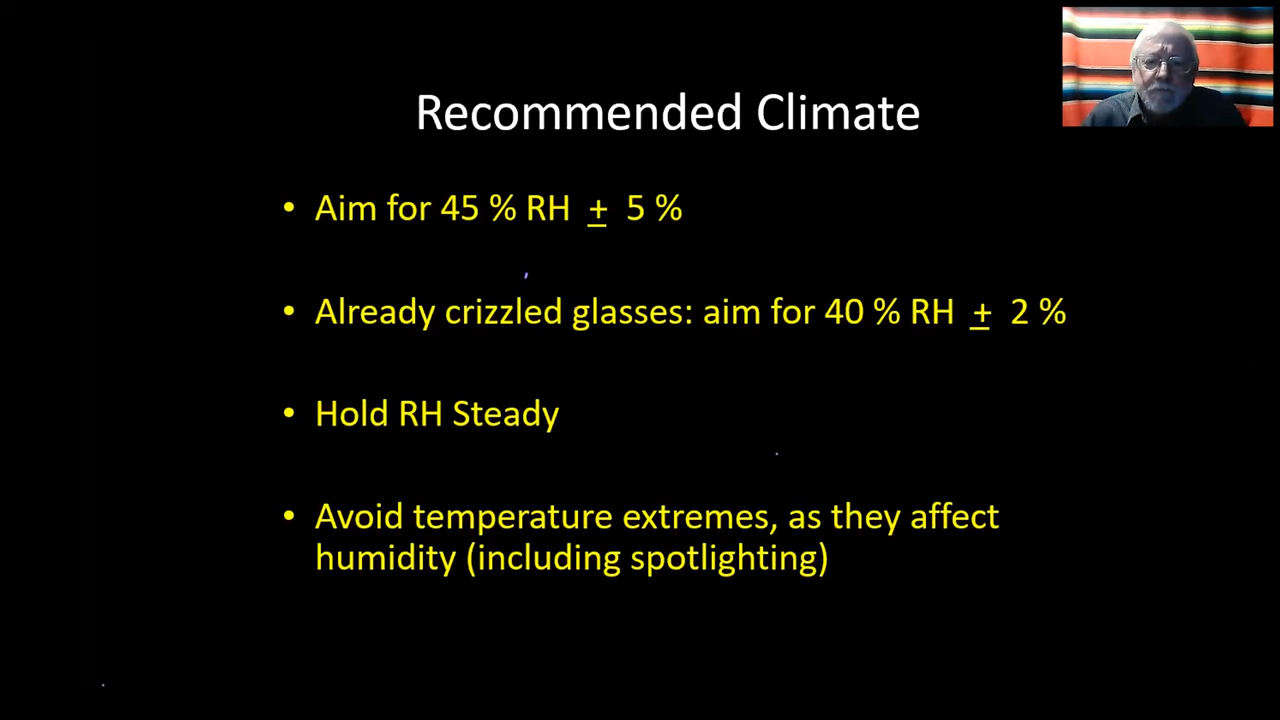 Recommended Climate
• Aim for 45 % RH ± 5 %
• Already crizzled glasses: aim for 40 % RH ± 2 %
• Hold RH Steady
• Avoid temperature extremes, as they affect
humidity (including spotlighting)